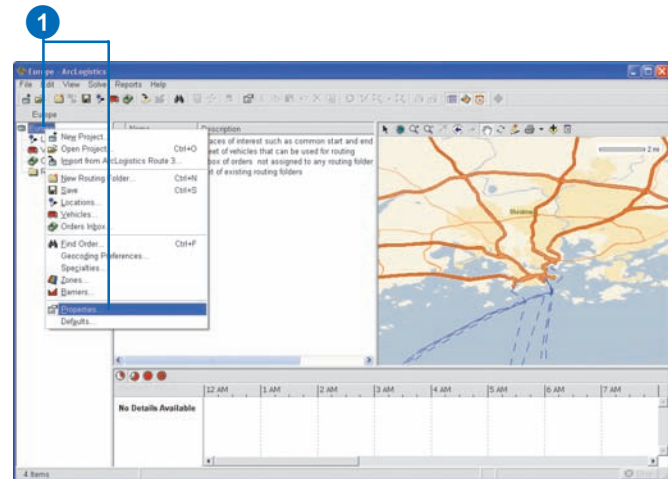 1
Europe - ArcLogistics
File Edit View Solve Reports Help
Europe
Name Description
New Project...
Open Project... Ctrl+O
Import from ArcLogistics Route 3...
New Routing Folder... Ctrl+N
Save Ctrl+S
Locations...
Vehicles...
Orders Inbox...
Find Order... Ctrl+F
Geocoding Preferences...
Specialties...
Zones...
Barriers...
Properties...
Defaults...
laces of interest such as common start and end
eet of vehicles that can be used for routing
box of orders not assigned to any routing folder
et of existing routing folders
2 mi
12 AM 1 AM 2 AM 3 AM 4 AM 5 AM 6 AM 7 AM
No Details Available
4 Items